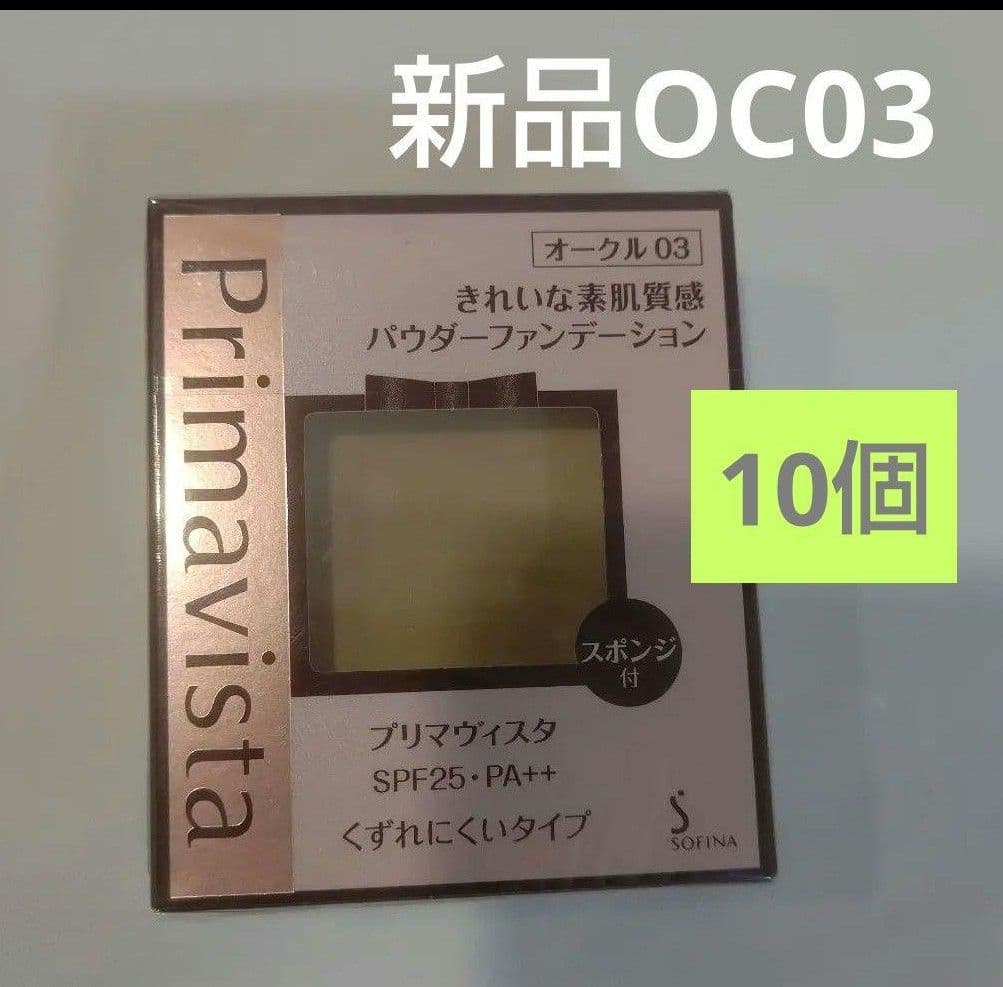 新品OC03
オークル 03
きれいな素肌質感
パウダーファンデーション
Primavista
10個
スポンジ
付
プリマヴィスタ
SPF25・PA++
くずれにくいタイプ
S
SOFINA